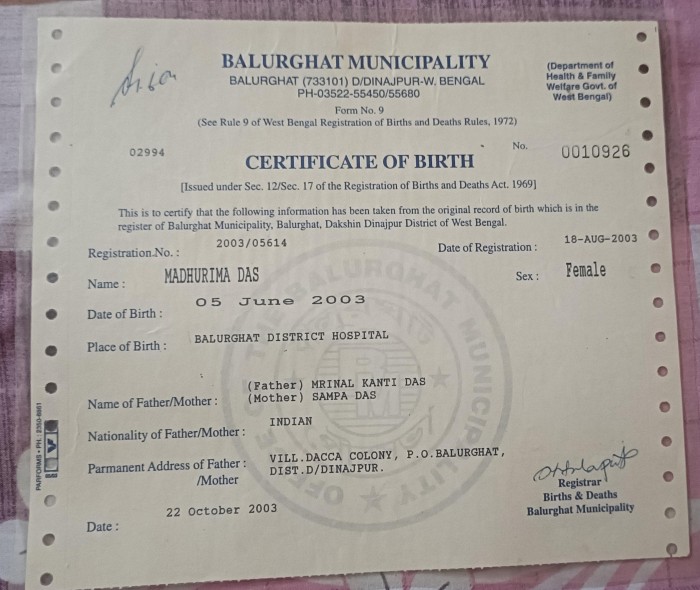 BALURGHAT MUNICIPALITY
BALURGHAT (733101) D/DINAJPUR-W, BENGAL
PH-03522-55450/55680
(Department of
Health & Family
Welfare Govt. of
West Bengal)
Form No. 9
(See Rule 9 of West Bengal Registration of Births and Deaths Rules, 1972)
02994
No. 0010926
CERTIFICATE OF BIRTH
[Issued under Sec. 12/Sec. 17 of the Registration of Births and Deaths Act. 1969]
This is to certify that the following information has been taken from the original record of birth which is in the
register of Balurghat Municipality, Balurghat, Dakshin Dinajpur District of West Bengal.
Registration No. : 2003/05614 Date of Registration : 18-AUG-2003
Name : MADHURIMA DAS Sex : Female
Date of Birth : 05 June 2003
Place of Birth : BALURGHAT DISTRICT HOSPITAL
(Father) MRINAL KANTI DAS
Name of Father/Mother : (Mother) SAMPA DAS
Nationality of Father/Mother : INDIAN
Parmanent Address of Father : VILL.DACCA COLONY, P.O.BALURGHAT,
/Mother DIST.D/DINAJPUR.
Registrar
Births & Deaths
Balurghat Municipality
Date : 22 October 2003